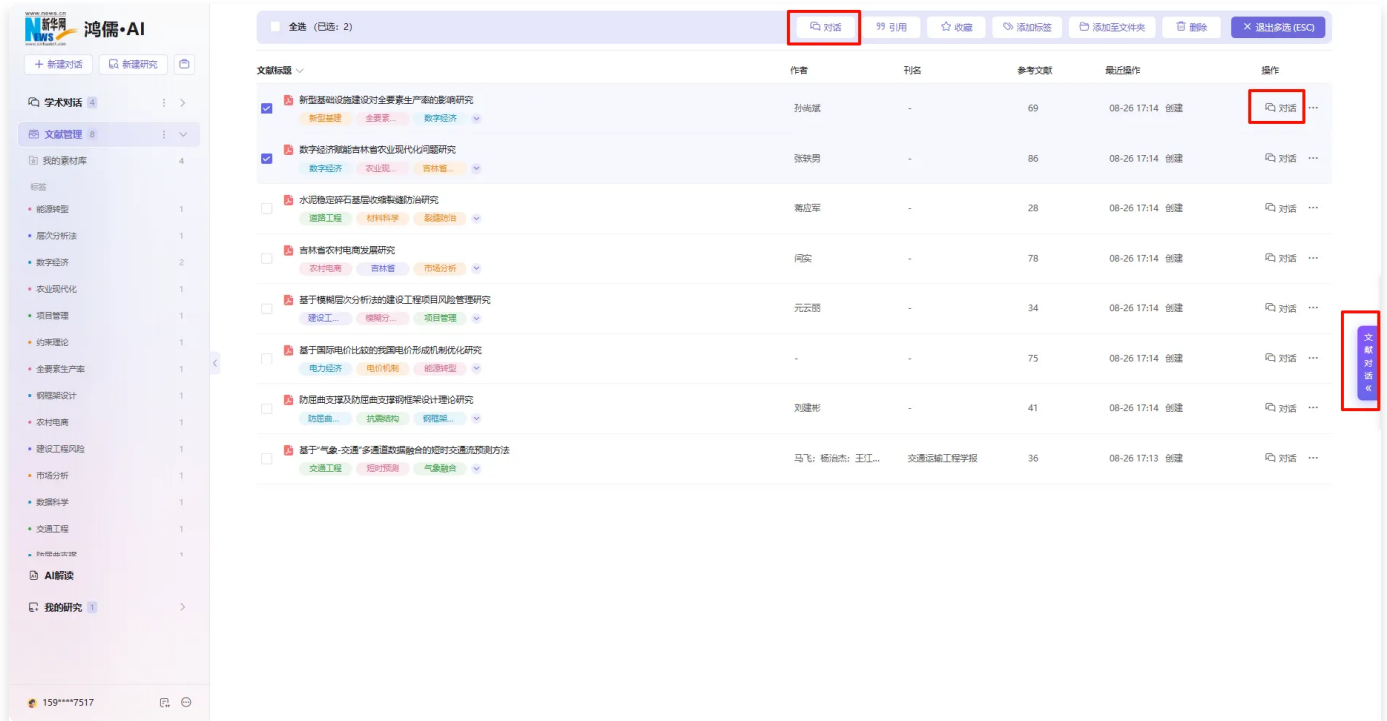 www.news.cn
新华网
NEWS
www.xinhuanet.com
鸿儒·AI
新建对话
新建研究
学术对话 4
文献管理 8
我的素材库 4
标签
能源转型 1
层次分析法 1
数字经济 2
农业现代化 1
项目管理 1
约束理论 1
全要素生产率 1
钢框架设计 1
农村电商 1
建设工程风险 1
市场分析 1
数据科学 1
交通工程 1
防屈曲支撑 1
AI解读
我的研究 1
159****7517
全选 (已选: 2)
对话
引用
收藏
添加标签
添加至文件夹
删除
退出多选 (ESC)
文献标题 作者 刊名 参考文献 最近操作 操作
新型基础设施建设对全要素生产率的影响研究
新型基建 全要素... 数字经济
孙尚斌 - 69 08-26 17:14 创建 对话 ···
数字经济赋能吉林省农业现代化问题研究
数字经济 农业现... 吉林省...
张轶男 - 86 08-26 17:14 创建 对话 ···
水泥稳定碎石基层收缩裂缝防治研究
道路工程 材料科学 裂缝防治
蒋应军 - 28 08-26 17:14 创建 对话 ···
吉林省农村电商发展研究
农村电商 吉林省 市场分析
闫实 - 78 08-26 17:14 创建 对话 ···
基于模糊层次分析法的建设工程项目风险管理研究
建设工... 模糊分... 项目管理
元云丽 - 34 08-26 17:14 创建 对话 ···
基于国际电价比较的我国电价形成机制优化研究
电力经济 电价机制 能源转型
- - 75 08-26 17:14 创建 对话 ···
防屈曲支撑及防屈曲支撑钢框架设计理论研究
防屈曲... 抗震结构 钢框架...
刘建彬 - 41 08-26 17:14 创建 对话 ···
基于“气象-交通”多通道数据融合的短时交通流预测方法
交通工程 短时预测 气象融合
马飞; 杨治杰; 王江... 交通运输工程学报 36 08-26 17:13 创建 对话 ···
文献对话